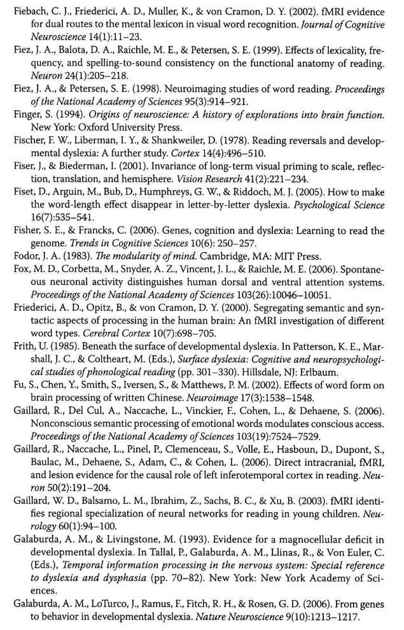 Fiebach, C. J., Friederici, A. D., Muller, K., & von Cramon, D. Y. (2002). fMRI evidence
for dual routes to the mental lexicon in visual word recognition. Journal of Cognitive
Neuroscience 14(1):11–23.
Fiez, J. A., Balota, D. A., Raichle, M. E., & Petersen, S. E. (1999). Effects of lexicality, fre-
quency, and spelling-to-sound consistency on the functional anatomy of reading.
Neuron 24(1):205–218.
Fiez, J. A., & Petersen, S. E. (1998). Neuroimaging studies of word reading. Proceedings
of the National Academy of Sciences 95(3):914–921.
Finger, S. (1994). Origins of neuroscience: A history of explorations into brain function.
New York: Oxford University Press.
Fischer, F. W., Liberman, I. Y., & Shankweiler, D. (1978). Reading reversals and develop-
mental dyslexia: A further study. Cortex 14(4):496–510.
Fiser, J., & Biederman, I. (2001). Invariance of long-term visual priming to scale, reflec-
tion, translation, and hemisphere. Vision Research 41(2):221–234.
Fiset, D., Arguin, M., Bub, D., Humphreys, G. W., & Riddoch, M. J. (2005). How to make
the word-length effect disappear in letter-by-letter dyslexia. Psychological Science
16(7):535–541.
Fisher, S. E., & Francks, C. (2006). Genes, cognition and dyslexia: Learning to read the
genome. Trends in Cognitive Sciences 10(6): 250–257.
Fodor, J. A. (1983). The modularity of mind. Cambridge, MA: MIT Press.
Fox, M. D., Corbetta, M., Snyder, A. Z., Vincent, J. L., & Raichle, M. E. (2006). Spontane-
ous neuronal activity distinguishes human dorsal and ventral attention systems.
Proceedings of the National Academy of Sciences 103(26):10046–10051.
Friederici, A. D., Opitz, B., & von Cramon, D. Y. (2000). Segregating semantic and syn-
tactic aspects of processing in the human brain: An fMRI investigation of different
word types. Cerebral Cortex 10(7):698–705.
Frith, U. (1985). Beneath the surface of developmental dyslexia. In Patterson, K. E., Mar-
shall, J. C., & Coltheart, M. (Eds.), Surface dyslexia: Cognitive and neuropsychologi-
cal studies of phonological reading (pp. 301–330). Hillsdale, NJ: Erlbaum.
Fu, S., Chen, Y., Smith, S., Iversen, S., & Matthews, P. M. (2002). Effects of word form on
brain processing of written Chinese. Neuroimage 17(3):1538–1548.
Gaillard, R., Del Cul, A., Naccache, L., Vinckier, F., Cohen, L., & Dehaene, S. (2006).
Nonconscious semantic processing of emotional words modulates conscious access.
Proceedings of the National Academy of Sciences 103(19):7524–7529.
Gaillard, R., Naccache, L., Pinel, P., Clemenceau, S., Volle, E., Hasboun, D., Dupont, S.,
Baulac, M., Dehaene, S., Adam, C., & Cohen, L. (2006). Direct intracranial, fMRI,
and lesion evidence for the causal role of left inferotemporal cortex in reading. Neu-
ron 50(2):191–204.
Gaillard, W. D., Balsamo, L. M., Ibrahim, Z., Sachs, B. C., & Xu, B. (2003). fMRI identi-
fies regional specialization of neural networks for reading in young children. Neu-
rology 60(1):94–100.
Galaburda, A. M., & Livingstone, M. (1993). Evidence for a magnocellular deficit in
developmental dyslexia. In Tallal, P., Galaburda, A. M., Llinas, R., & Von Euler, C.
(Eds.), Temporal information processing in the nervous system: Special reference
to dyslexia and dysphasia (pp. 70–82). New York: New York Academy of Sci-
ences.
Galaburda, A. M., LoTurco, J., Ramus, F., Fitch, R. H., & Rosen, G. D. (2006). From genes
to behavior in developmental dyslexia. Nature Neuroscience 9(10):1213–1217.